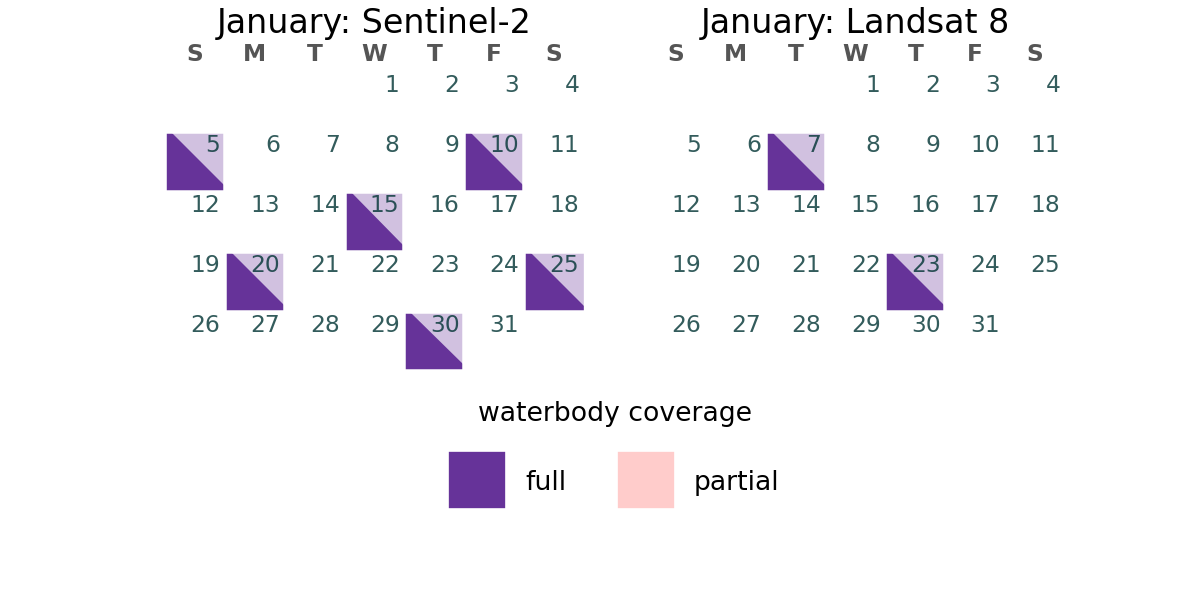 January: Sentinel-2
S M T W T F S
1 2 3 4
5 6 7 8 9 10 11
12 13 14 15 16 17 18
19 20 21 22 23 24 25
26 27 28 29 30 31
January: Landsat 8
S M T W T F S
1 2 3 4
5 6 7 8 9 10 11
12 13 14 15 16 17 18
19 20 21 22 23 24 25
26 27 28 29 30 31
waterbody coverage
full
partial